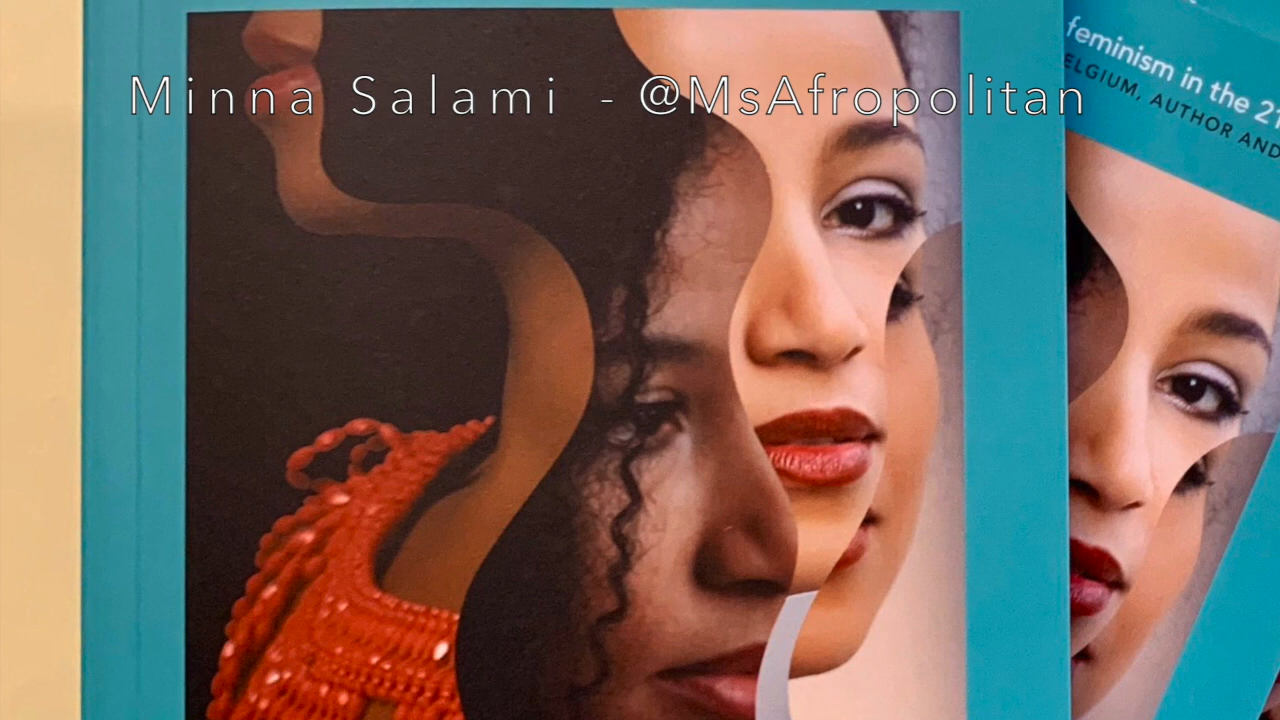 Minna Salami - @MsAfropolitan
feminism in the 21
ELGIUM, AUTHOR AND